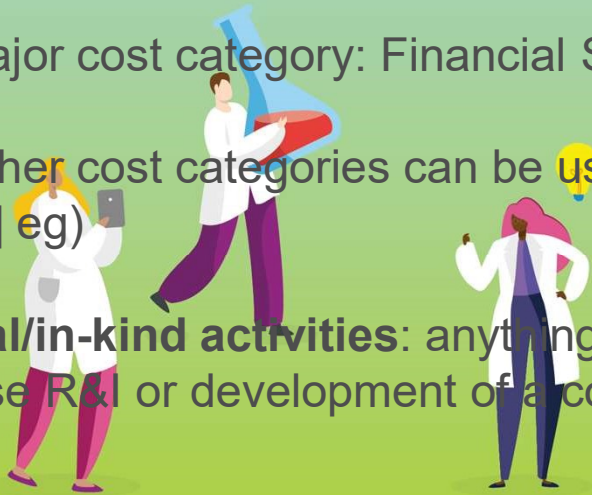 ajor cost category: Financial S
her cost categories can be us
eg)
al/in-kind activities: anything
se R&I or development of a co